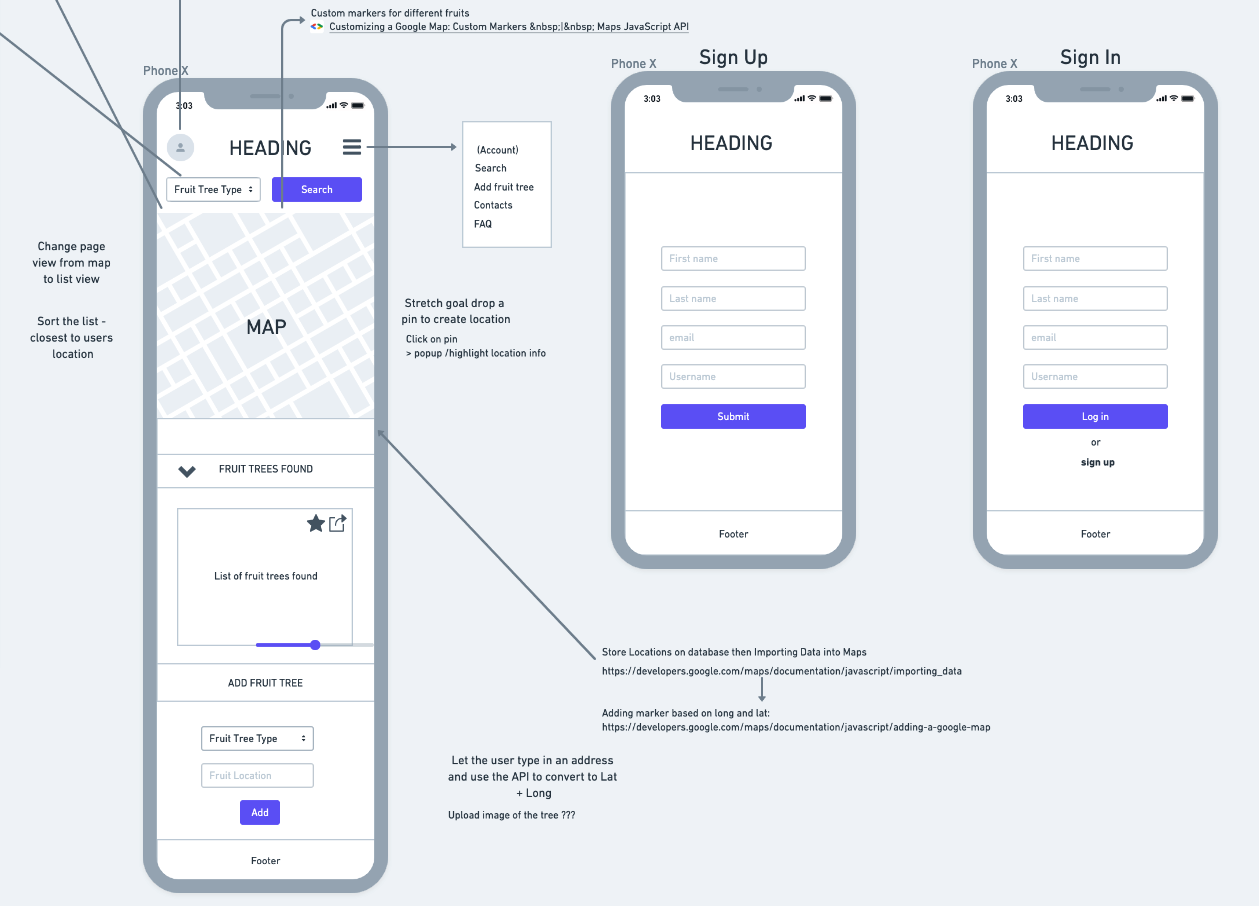 Custom markers for different fruits
Customizing a Google Map: Custom Markers &nbsp;|&nbsp; Maps JavaScript API
Phone X
3:03
HEADING
Fruit Tree Type
Search
MAP
FRUIT TREES FOUND
List of fruit trees found
ADD FRUIT TREE
Fruit Tree Type
Fruit Location
Add
Footer
Change page
view from map
to list view
Sort the list -
closest to users
location
(Account)
Search
Add fruit tree
Contacts
FAQ
Stretch goal drop a
pin to create location
Click on pin
> popup /highlight location info
Phone X
Sign Up
3:03
HEADING
First name
Last name
email
Username
Submit
Footer
Phone X
Sign In
3:03
HEADING
First name
Last name
email
Username
Log in
or
sign up
Footer
Store Locations on database then Importing Data into Maps
https://developers.google.com/maps/documentation/javascript/importing_data
Adding marker based on long and lat:
https://developers.google.com/maps/documentation/javascript/adding-a-google-map
Let the user type in an address
and use the API to convert to Lat
+ Long
Upload image of the tree ???